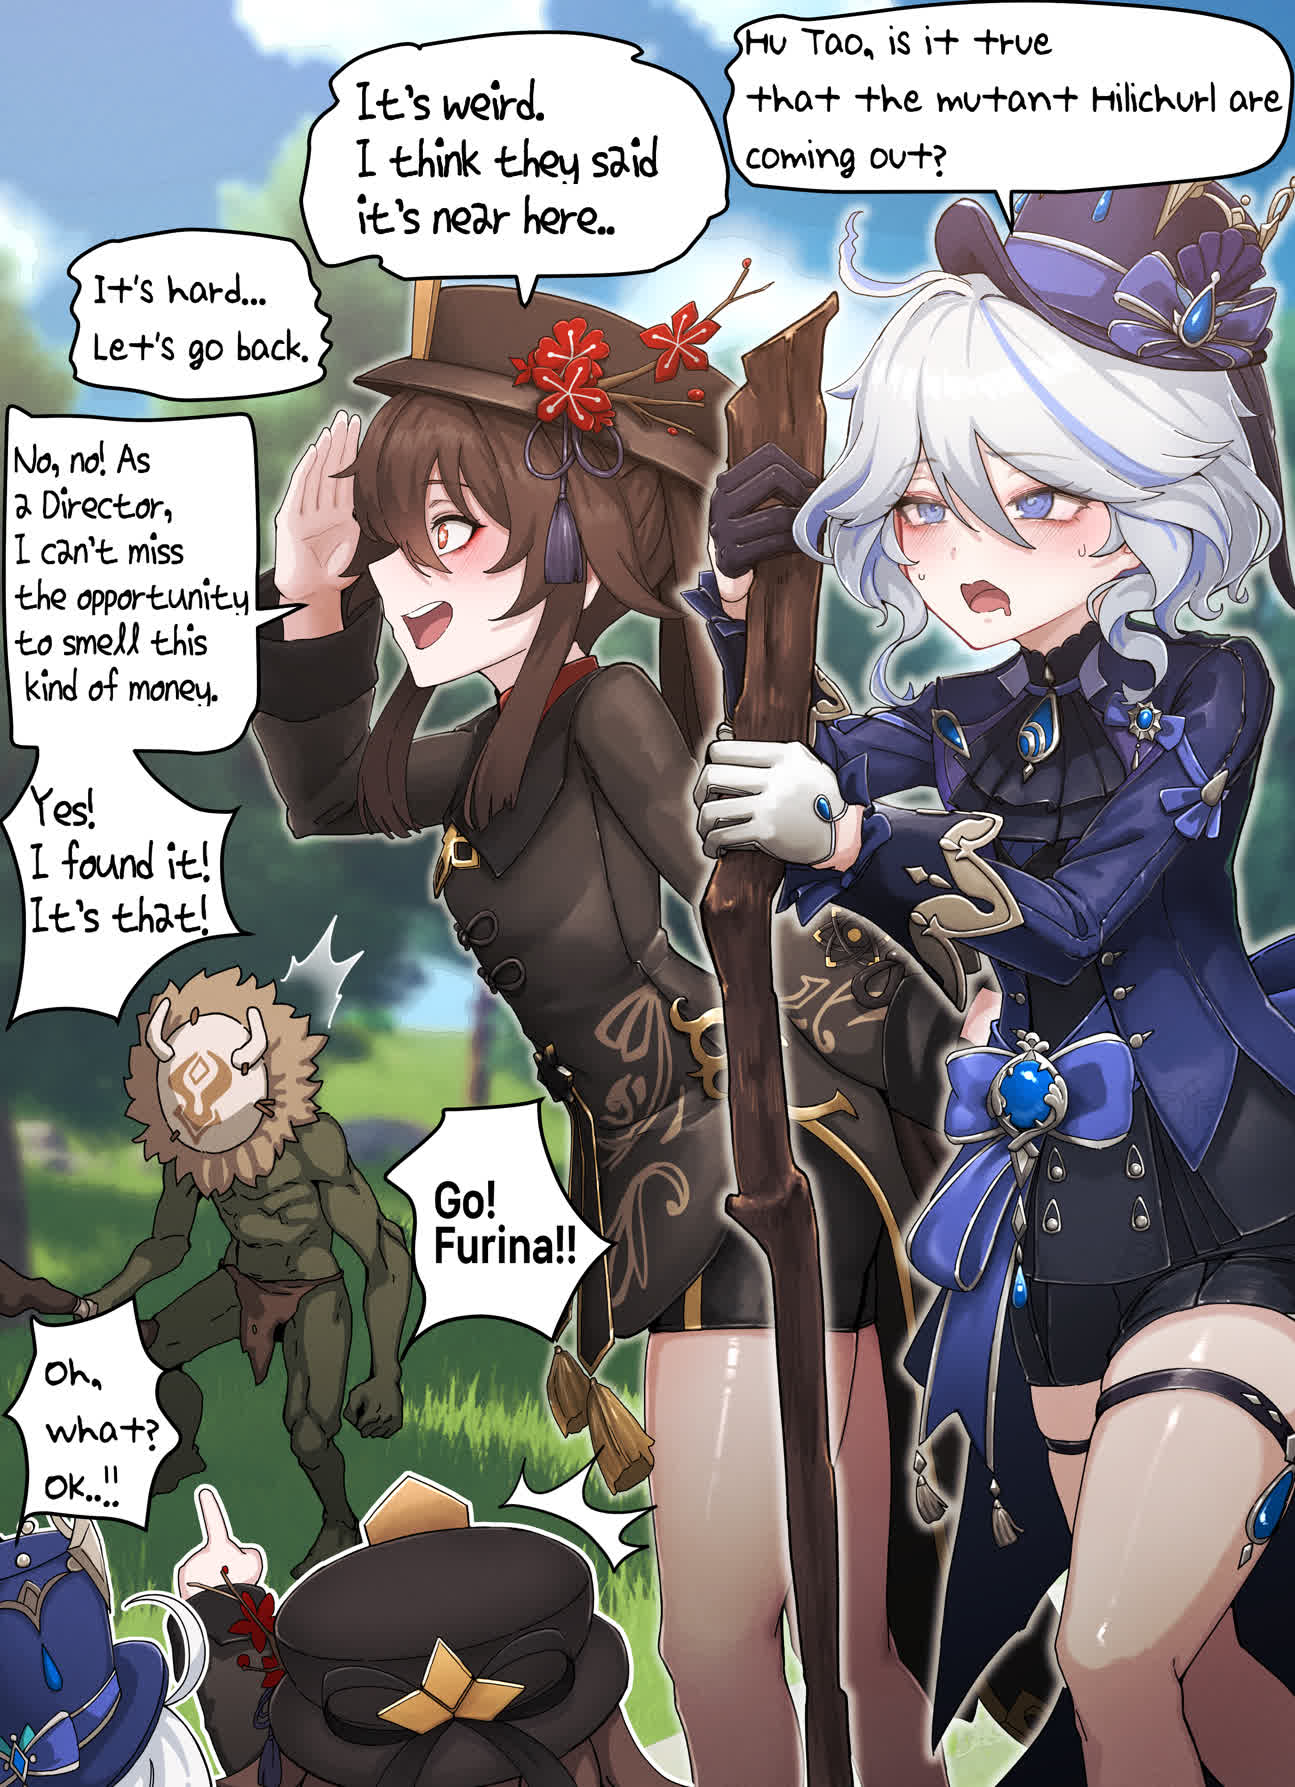 Hu Tao, is it true
that the mutant Hilichurl are
coming out?
It's weird.
I think they said
it's near here..
It's hard...
Let's go back.
No, no! As
a Director,
I can't miss
the opportunity
to smell this
kind of money.
Yes!
I found it!
It's that!
Go!
Furina!!
Oh,
what?
OK..!!